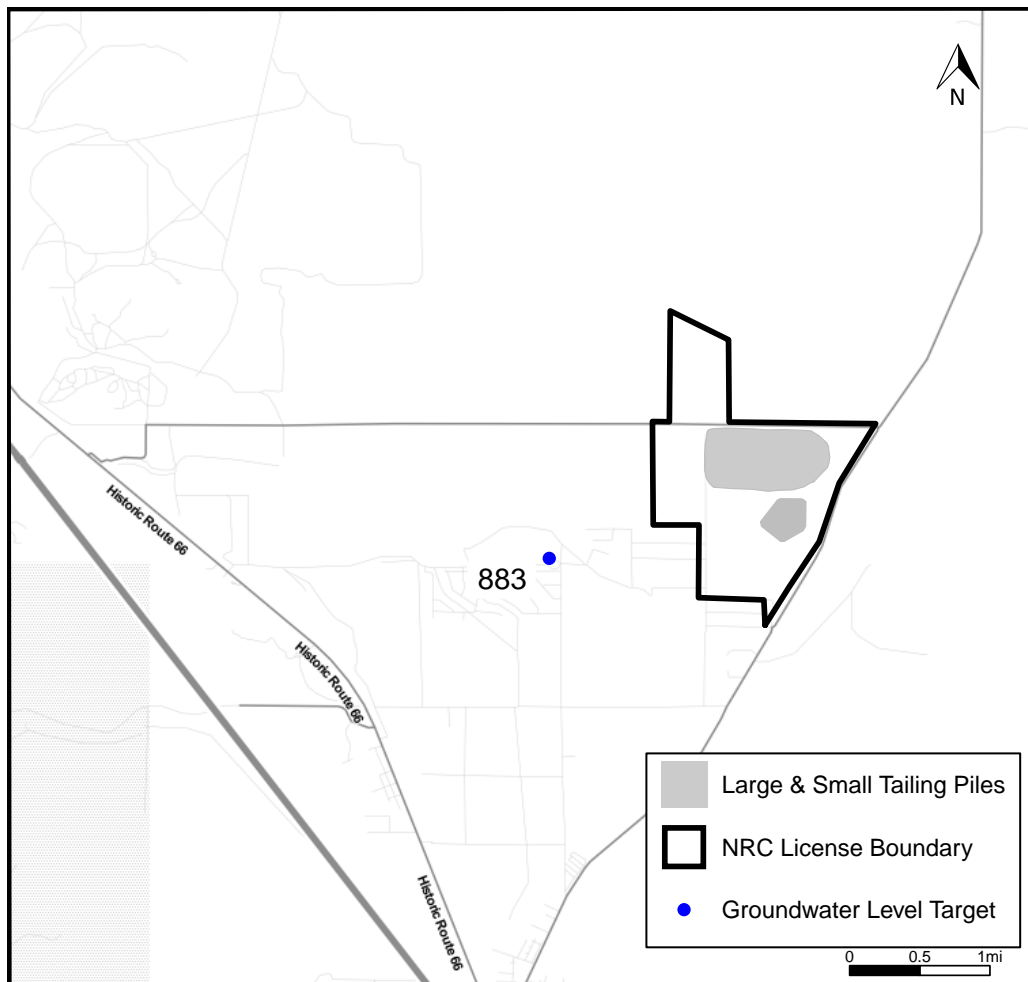 N
Historic Route 66
883
Historic Route 66
Historic Route 66
Large & Small Tailing Piles
NRC License Boundary
Groundwater Level Target
0 0.5 1mi